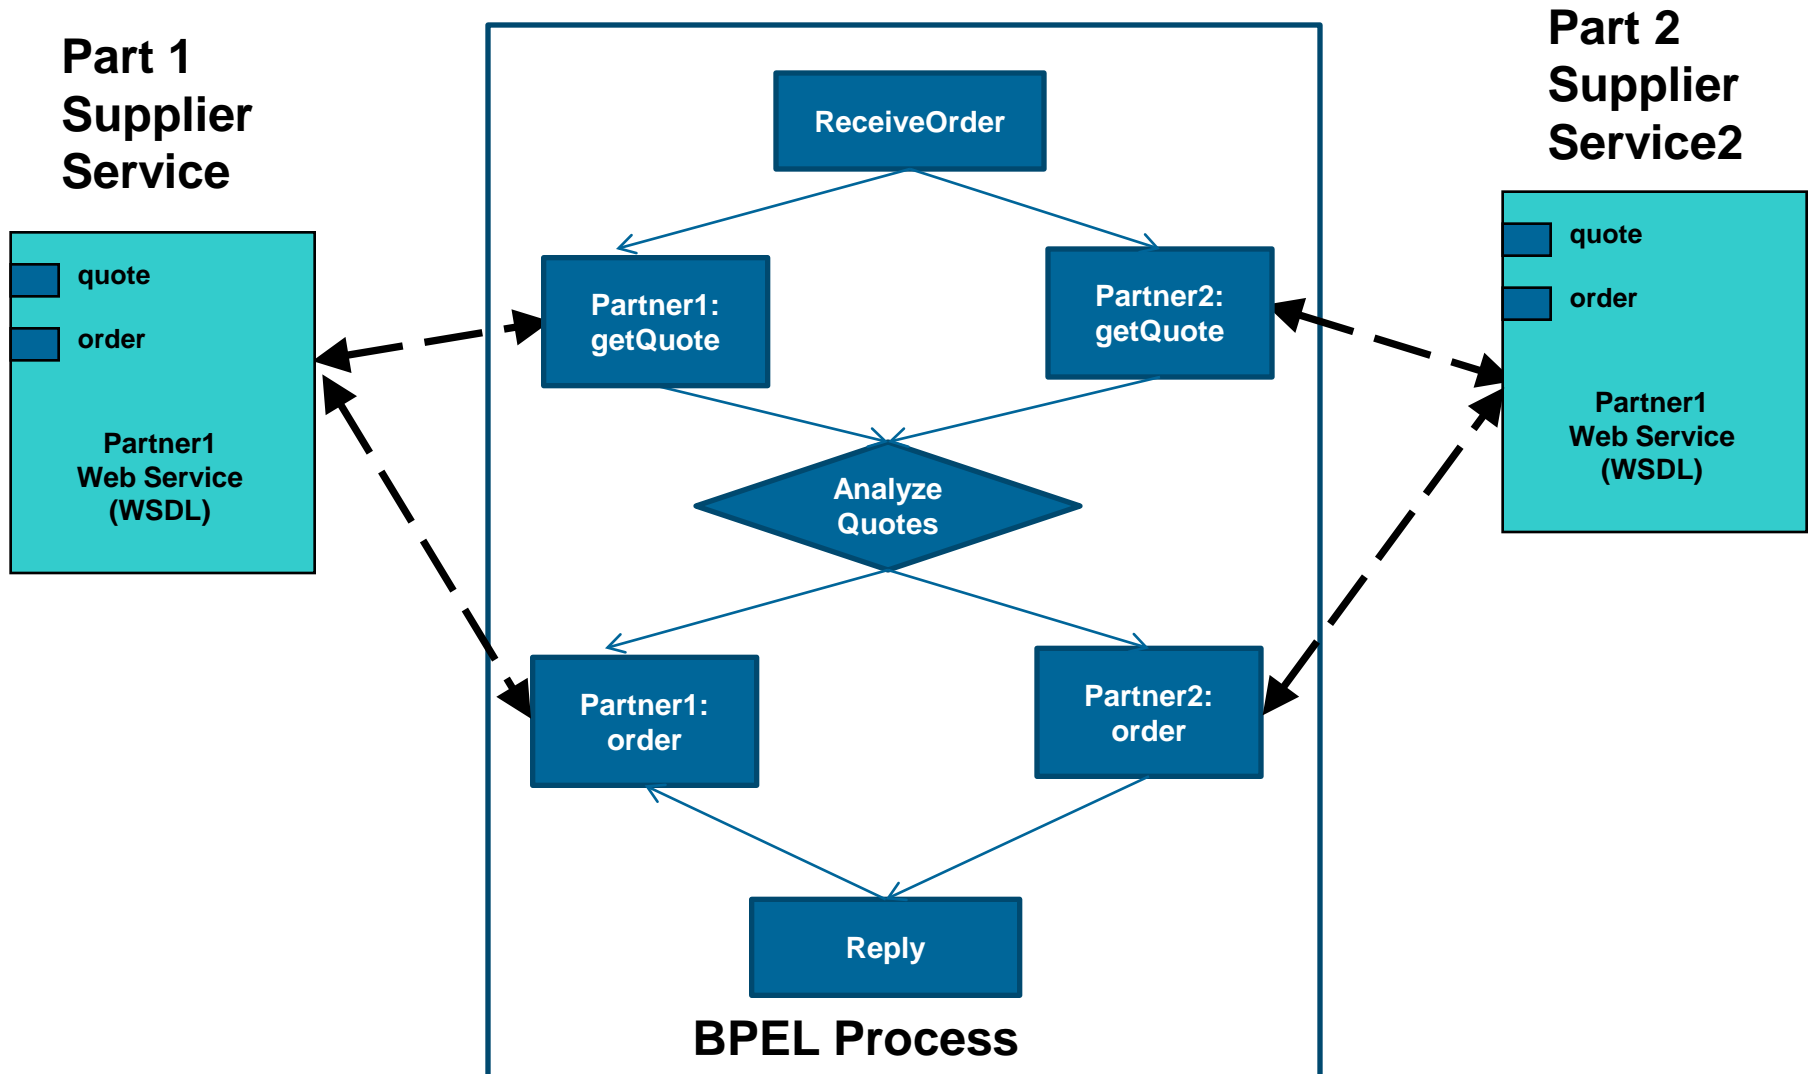 Part 1
Supplier
Service
quote
order
Partner1
Web Service
(WSDL)
ReceiveOrder
Partner1:
getQuote
Partner2:
getQuote
Analyze
Quotes
Partner1:
order
Partner2:
order
Reply
BPEL Process
Part 2
Supplier
Service2
quote
order
Partner1
Web Service
(WSDL)